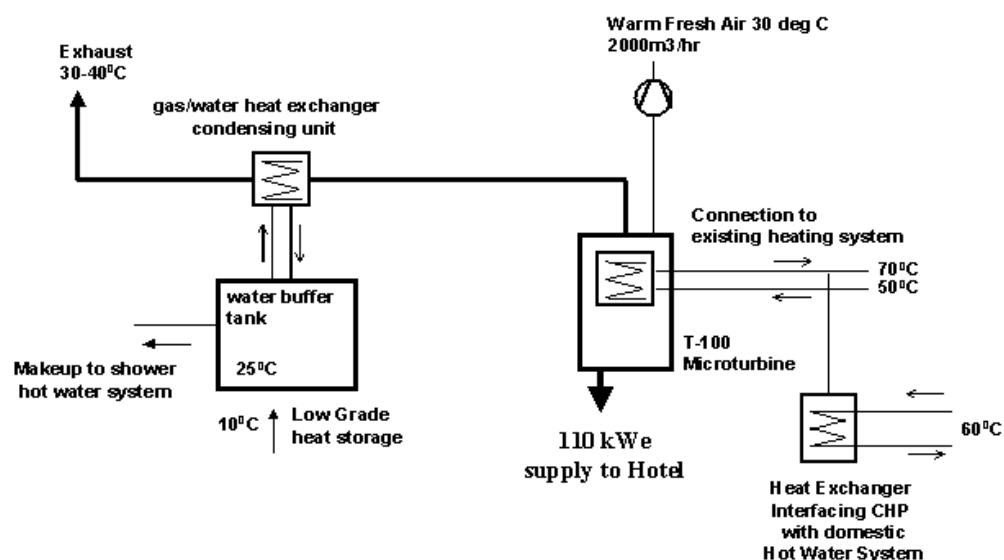 Warm Fresh Air 30 deg C
2000m3/hr
Exhaust
30-40⁰C
gas/water heat exchanger
condensing unit
Connection to
existing heating system
70⁰C
50⁰C
water buffer
tank
25⁰C
T-100
Microturbine
Makeup to shower
hot water system
10⁰C
Low Grade
heat storage
110 kWe
supply to Hotel
60⁰C
Heat Exchanger
Interfacing CHP
with domestic
Hot Water System